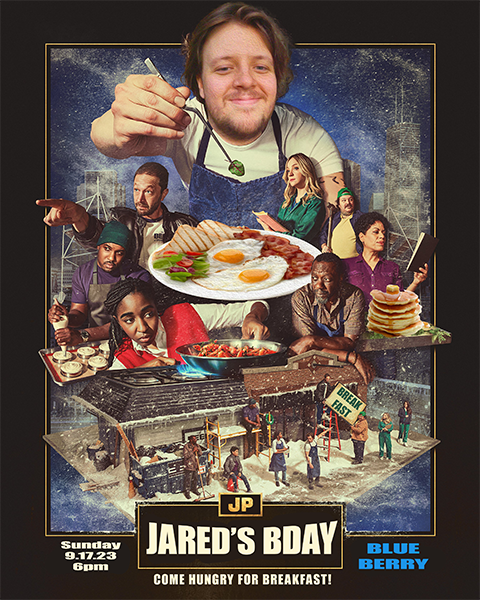 BREAK
FAST
JP
JARED'S BDAY
Sunday
9.17.23
6pm
BLUE
BERRY
COME HUNGRY FOR BREAKFAST!